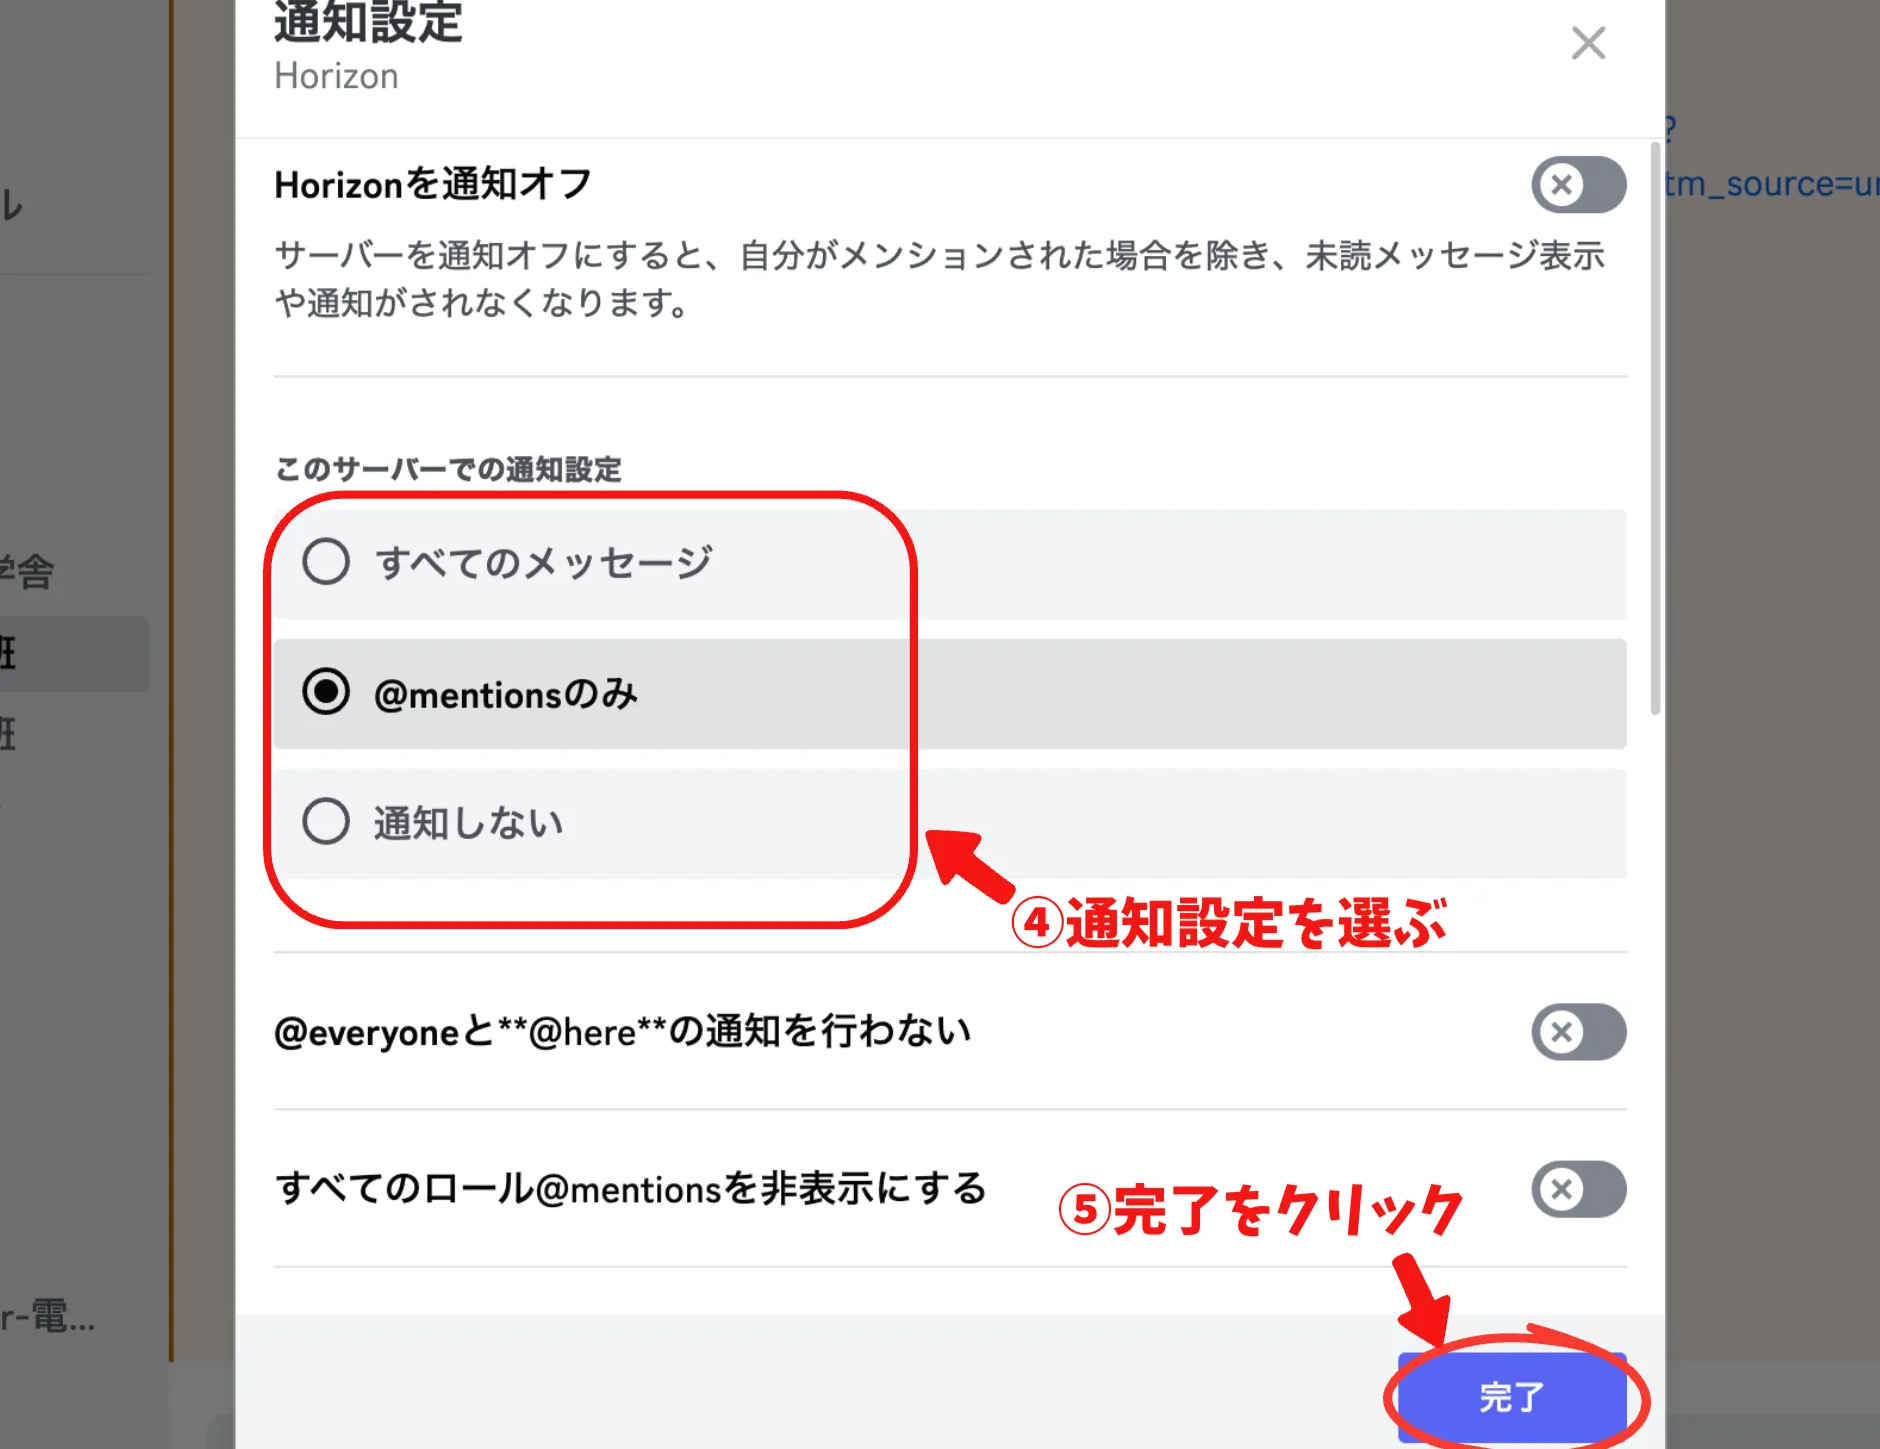 通知設定
Horizon
?
tm_source=ur
Horizonを通知オフ
サーバーを通知オフにすると、自分がメンションされた場合を除き、未読メッセージ表示
や通知がされなくなります。
ル
このサーバーでの通知設定
すべてのメッセージ
学舎
班
@mentionsのみ
班
通知しない
④通知設定を選ぶ
@everyoneと**@here**の通知を行わない
すべてのロール@mentionsを非表示にする
⑤完了をクリック
r-電...
完了